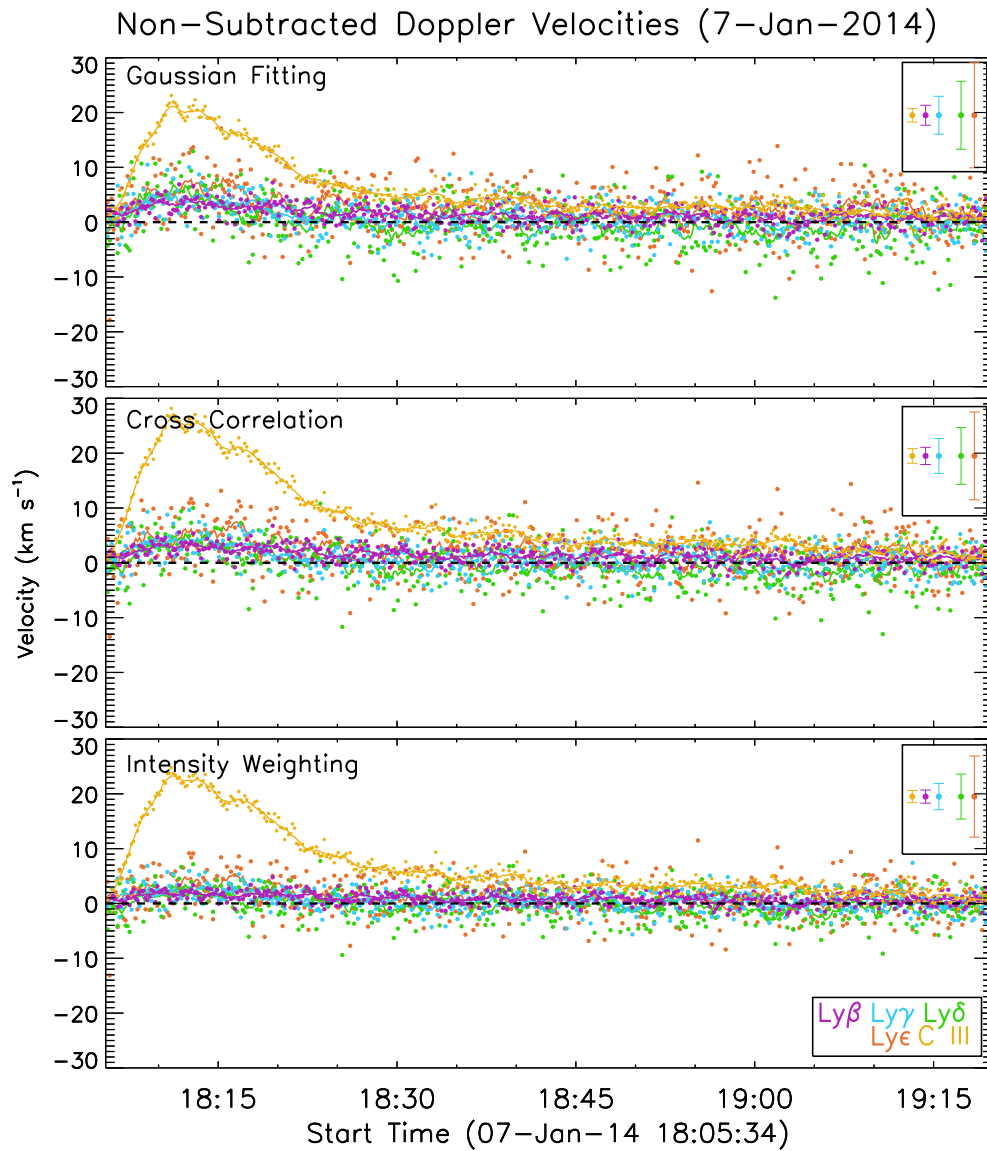 Non-Subtracted Doppler Velocities (7-Jan-2014)
30
Gaussian Fitting
20
10
0
-10
-20
-30
30
Cross Correlation
20
10
0
-10
-20
-30
Velocity (km s⁻¹)
30
Intensity Weighting
20
10
0
-10
-20
-30
Lyβ Lyγ Lyδ
Lyϵ C III
18:15 18:30 18:45 19:00 19:15
Start Time (07-Jan-14 18:05:34)